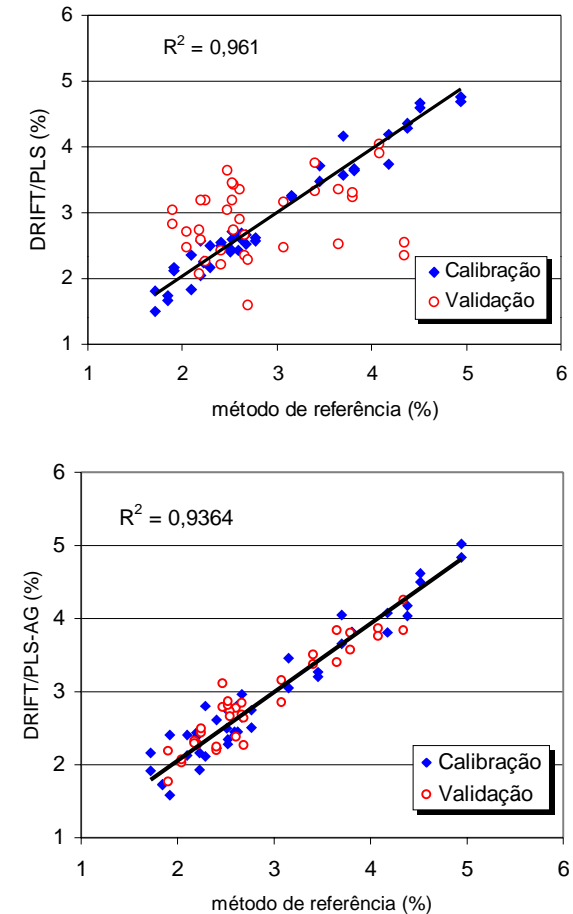 6
R² = 0,961
5
4
3
2
1
DRIFT/PLS (%)
Calibração
Validação
1 2 3 4 5 6
método de referência (%)
6
R² = 0,9364
5
4
3
2
1
DRIFT/PLS-AG (%)
Calibração
Validação
1 2 3 4 5 6
método de referência (%)